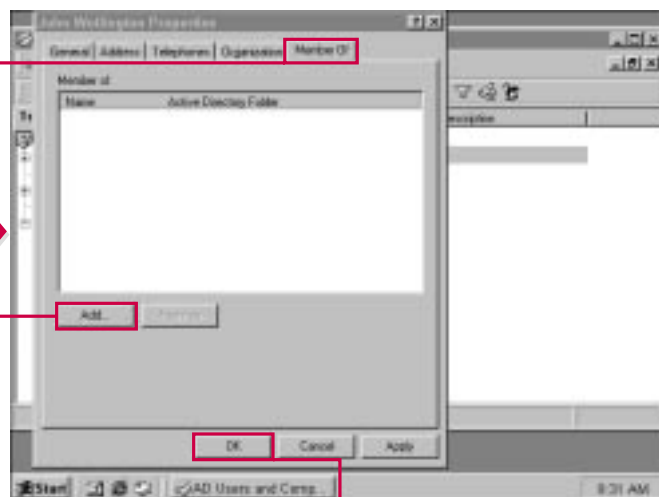 John Wellington Properties
General Address Telephones Organization Member Of
Member of:
Name Active Directory Folder
Add...
Remove
OK Cancel Apply
Start AD Users and Comp... 8:31 AM